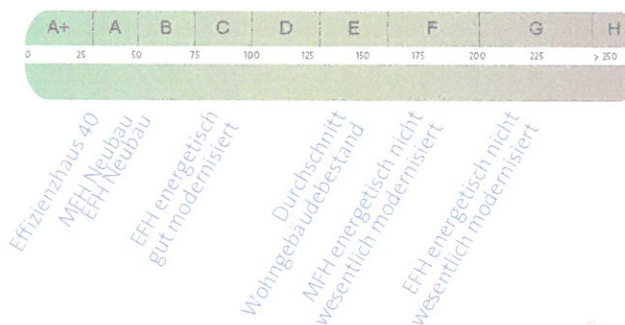 A+ A B C D E F G H
0 25 50 75 100 125 150 175 200 225 > 250
Effizienzhaus 40
MFH Neubau
EFH Neubau
EFH energetisch
gut modernisiert
Durchschnitt
Wohngebäudebestand
MFH energetisch nicht
wesentlich modernisiert
EFH energetisch nicht
wesentlich modernisiert